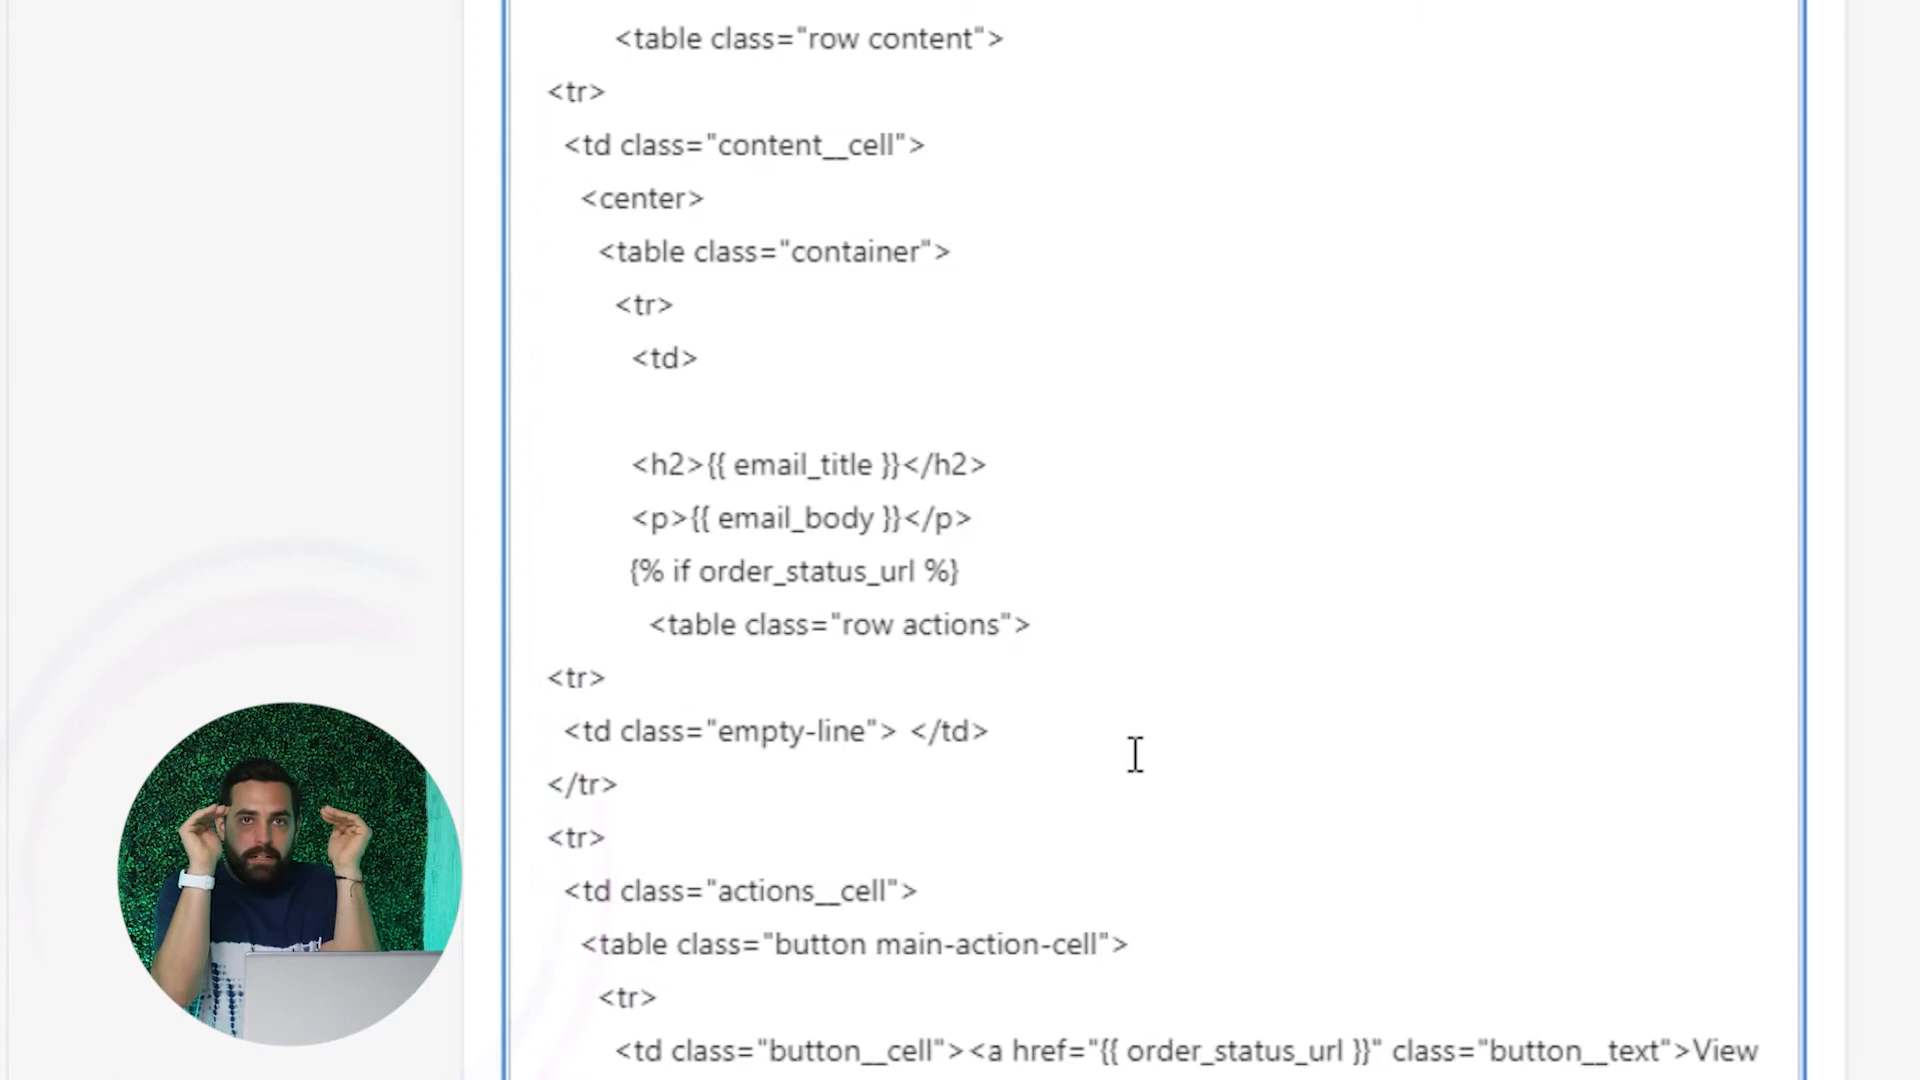 <table class="row content">
<tr>
<td class="content__cell">
<center>
<table class="container">
<tr>
<td>
<h2>{{ email_title }}</h2>
<p>{{ email_body }}</p>
{% if order_status_url %}
<table class="row actions">
<tr>
<td class="empty-line"> </td>
</tr>
<tr>
<td class="actions__cell">
<table class="button main-action-cell">
<tr>
<td class="button__cell"><a href="{{ order_status_url }}" class="button__text">View